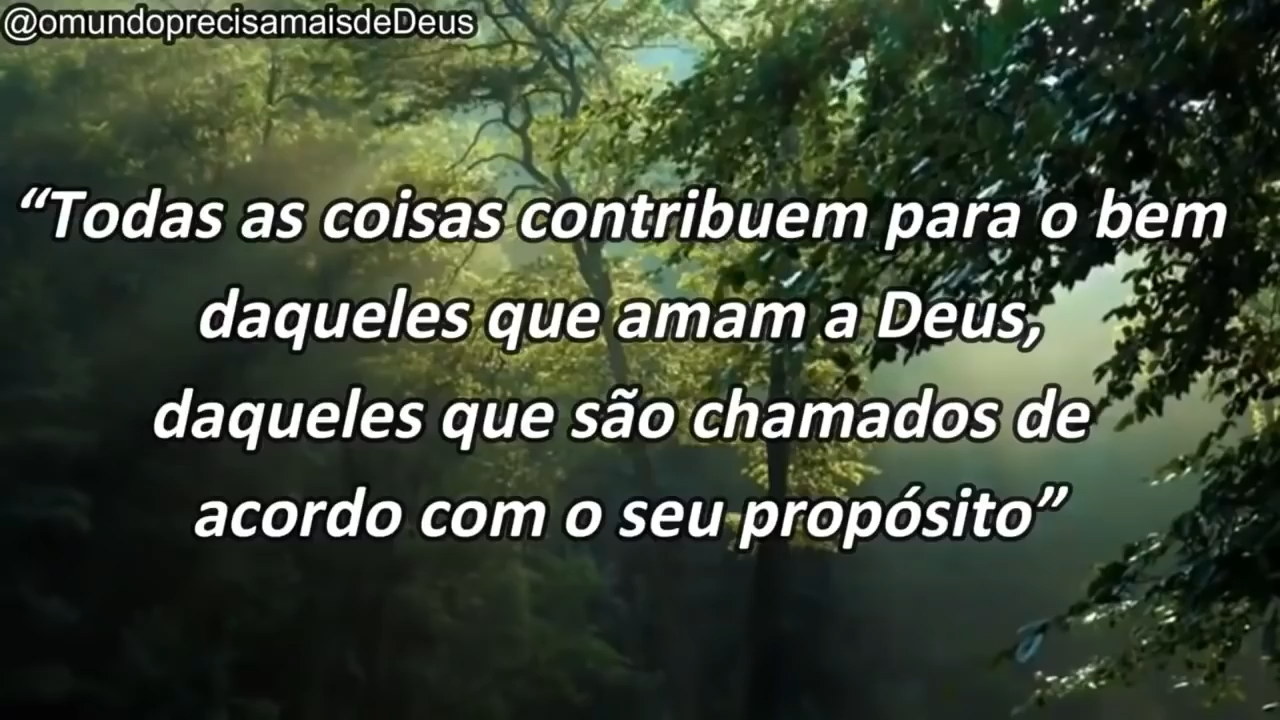 @omundoprecisamaisdeDeus
“Todas as coisas contribuem para o bem
daqueles que amam a Deus,
daqueles que são chamados de
acordo com o seu propósito”